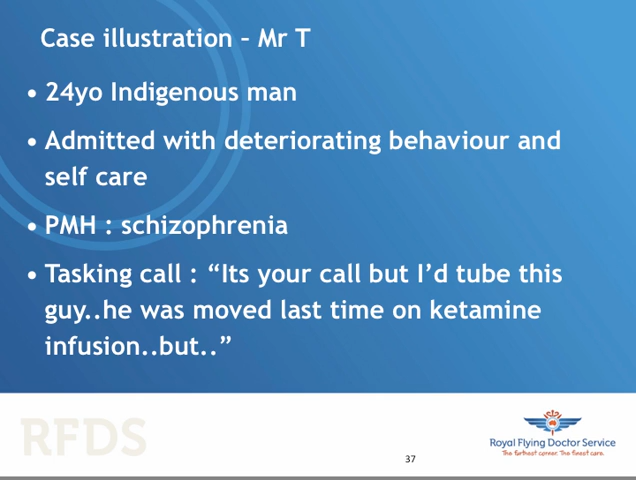 Case illustration – Mr T
• 24yo Indigenous man
• Admitted with deteriorating behaviour and
self care
• PMH : schizophrenia
• Tasking call : “Its your call but I’d tube this
guy..he was moved last time on ketamine
infusion..but..”
RFDS
Royal Flying Doctor Service
The furthest corner. The finest care.
37